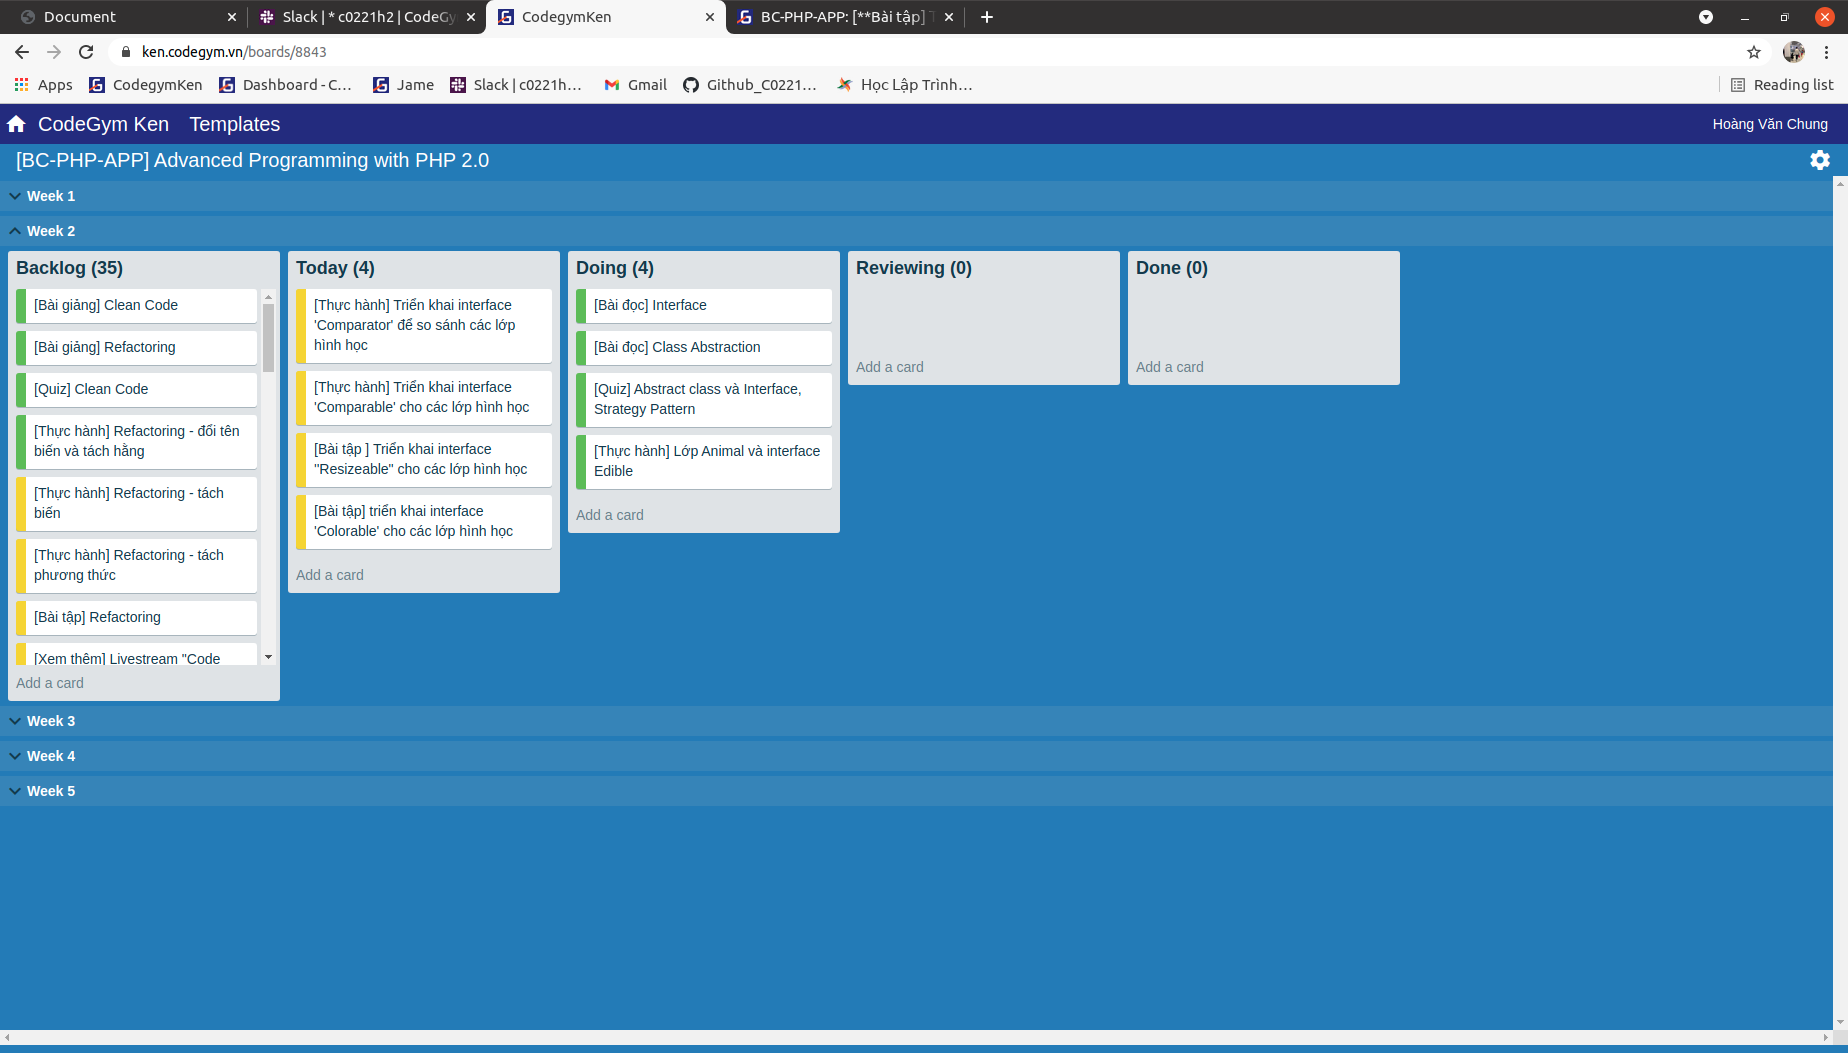 Document
Slack | * c0221h2 | CodeGy
CodegymKen
BC-PHP-APP: [**Bài tập] T
ken.codegym.vn/boards/8843
Apps
CodegymKen
Dashboard - C...
Jame
Slack | c0221h...
Gmail
Github_C0221...
Học Lập Trình...
Reading list
CodeGym Ken
Templates
Hoàng Văn Chung
[BC-PHP-APP] Advanced Programming with PHP 2.0
Week 1
Week 2
Backlog (35)
[Bài giảng] Clean Code
[Bài giảng] Refactoring
[Quiz] Clean Code
[Thực hành] Refactoring - đổi tên
biến và tách hằng
[Thực hành] Refactoring - tách
biến
[Thực hành] Refactoring - tách
phương thức
[Bài tập] Refactoring
[Xem thêm] Livestream "Code
Add a card
Today (4)
[Thực hành] Triển khai interface
'Comparator' để so sánh các lớp
hình học
[Thực hành] Triển khai interface
'Comparable' cho các lớp hình học
[Bài tập ] Triển khai interface
"Resizeable" cho các lớp hình học
[Bài tập] triển khai interface
'Colorable' cho các lớp hình học
Add a card
Doing (4)
[Bài đọc] Interface
[Bài đọc] Class Abstraction
[Quiz] Abstract class và Interface,
Strategy Pattern
[Thực hành] Lớp Animal và interface
Edible
Add a card
Reviewing (0)
Add a card
Done (0)
Add a card
Week 3
Week 4
Week 5